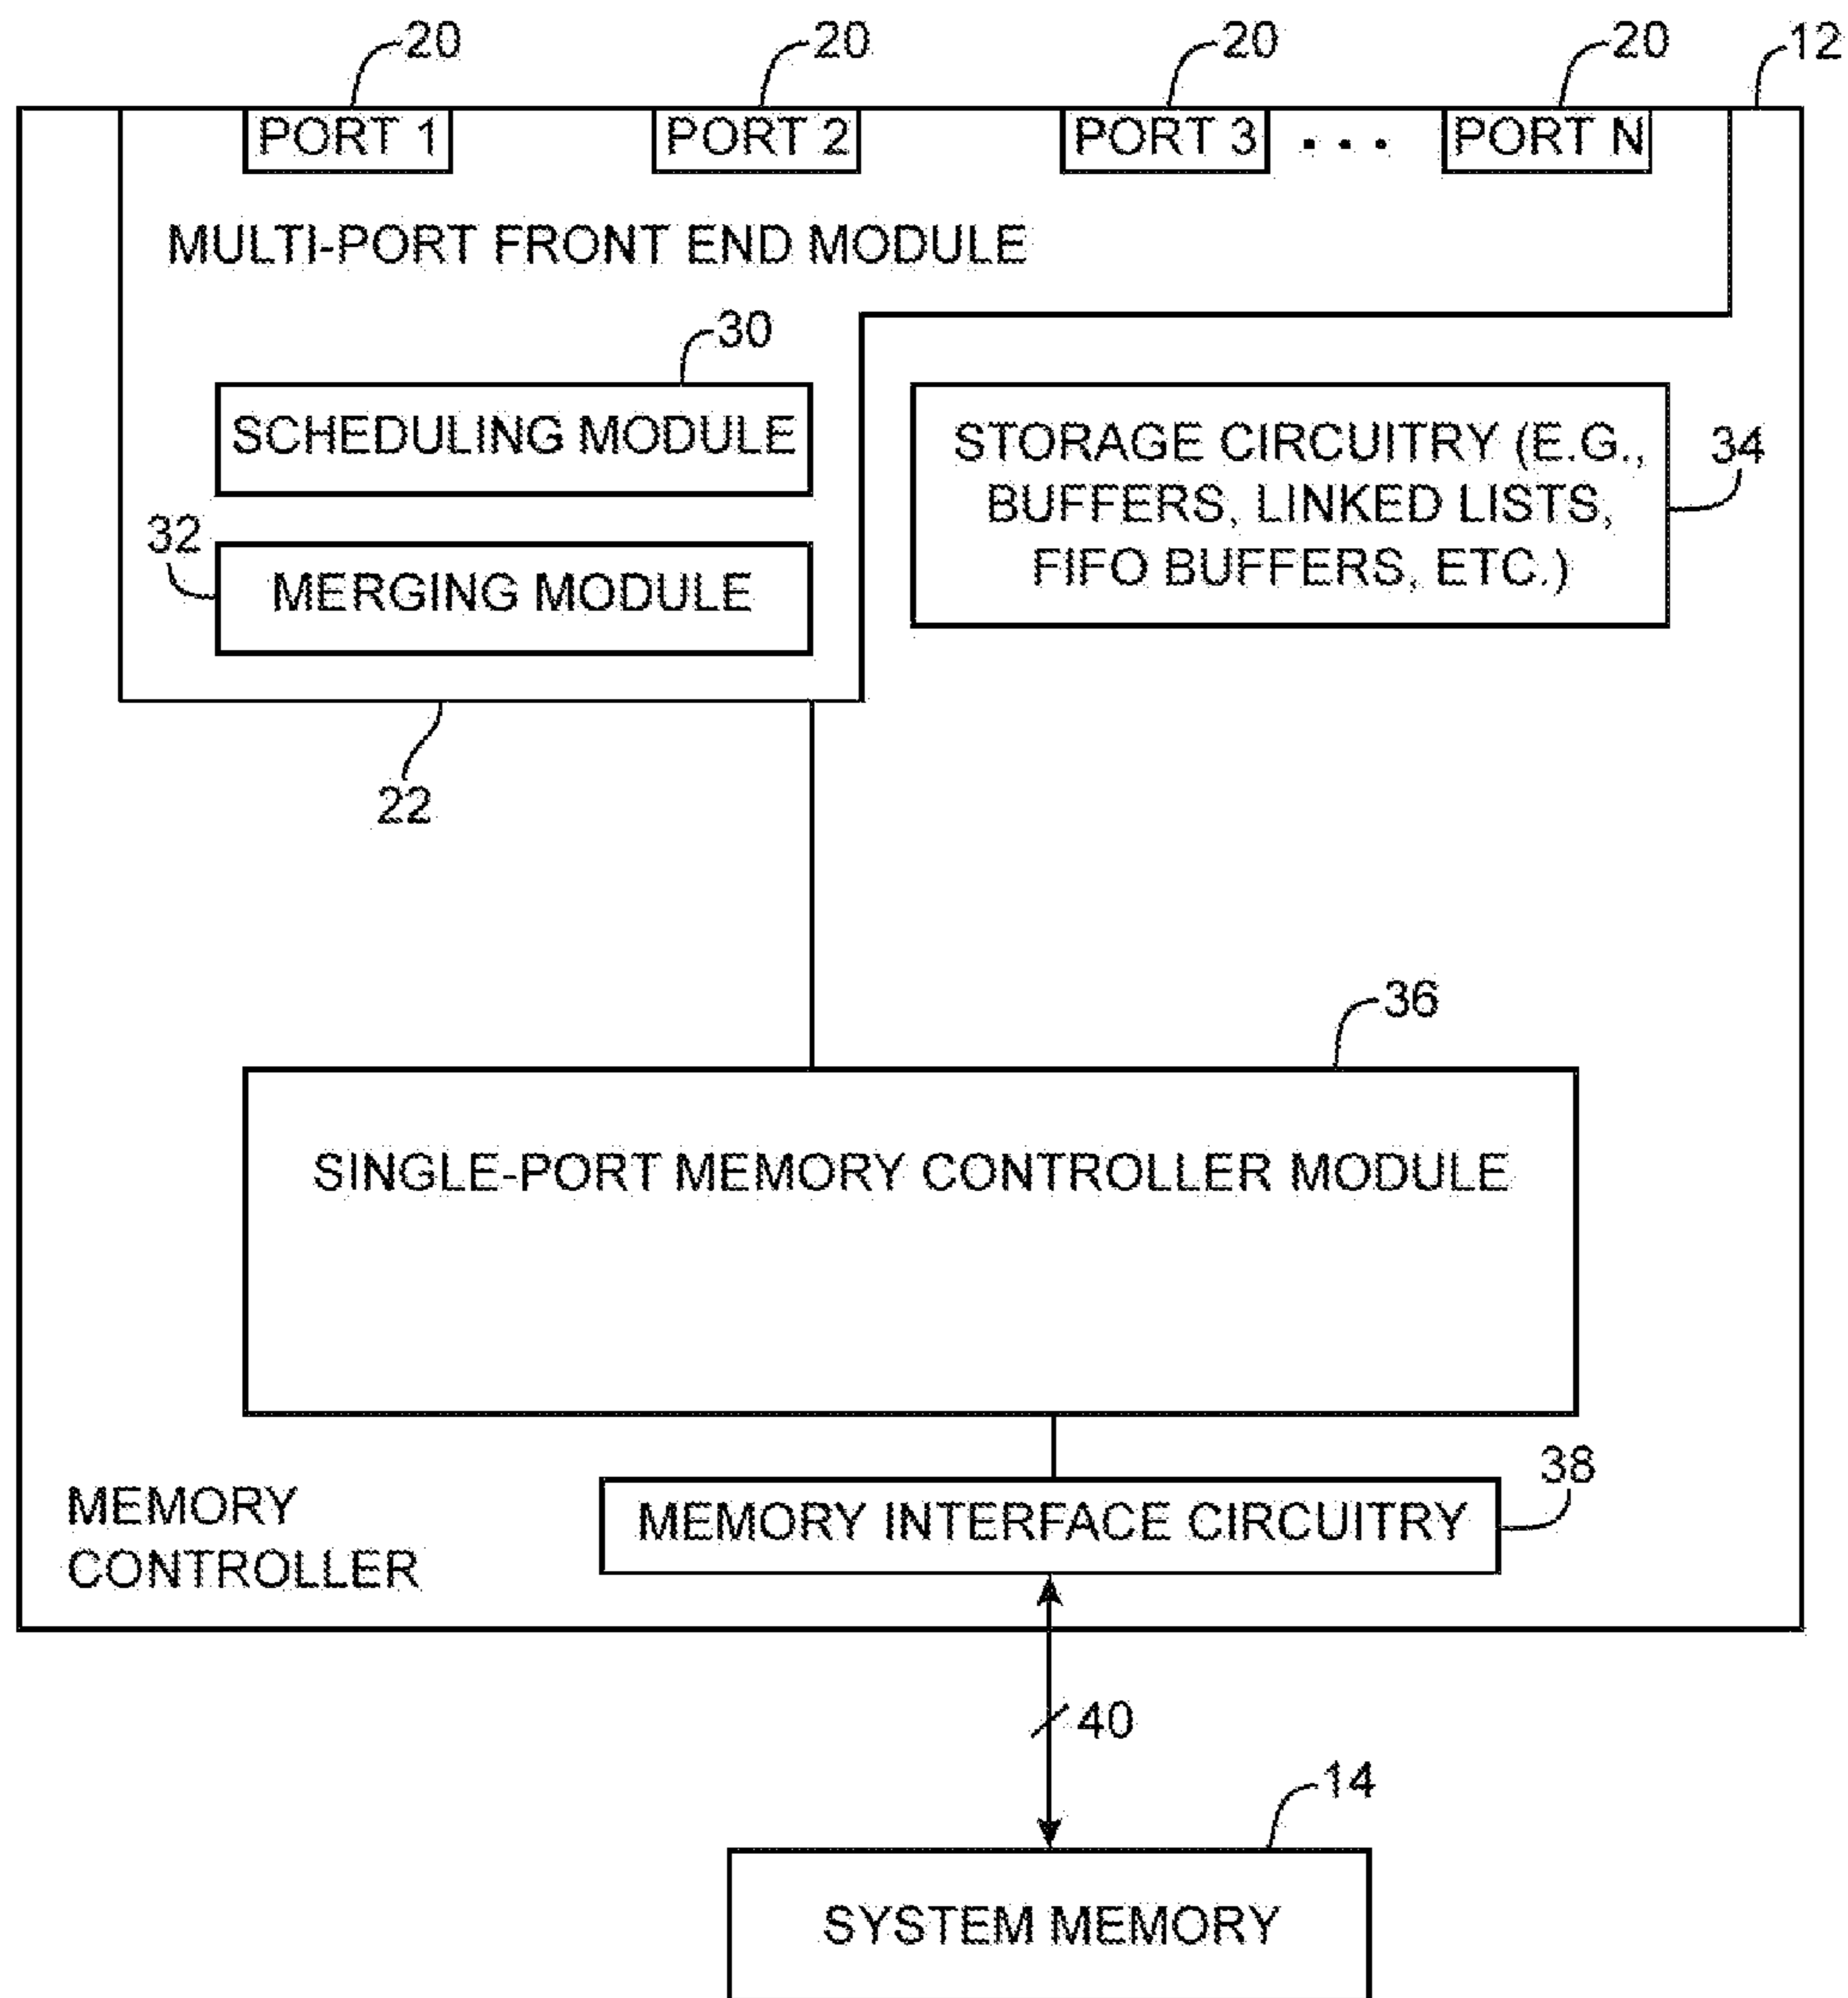 20 20 20 20 12
PORT 1 PORT 2 PORT 3 ... PORT N
MULTI-PORT FRONT END MODULE
30
SCHEDULING MODULE
32
MERGING MODULE
STORAGE CIRCUITRY (E.G.,
BUFFERS, LINKED LISTS,
FIFO BUFFERS, ETC.)
34
22
36
SINGLE-PORT MEMORY CONTROLLER MODULE
38
MEMORY INTERFACE CIRCUITRY
MEMORY
CONTROLLER
40
14
SYSTEM MEMORY